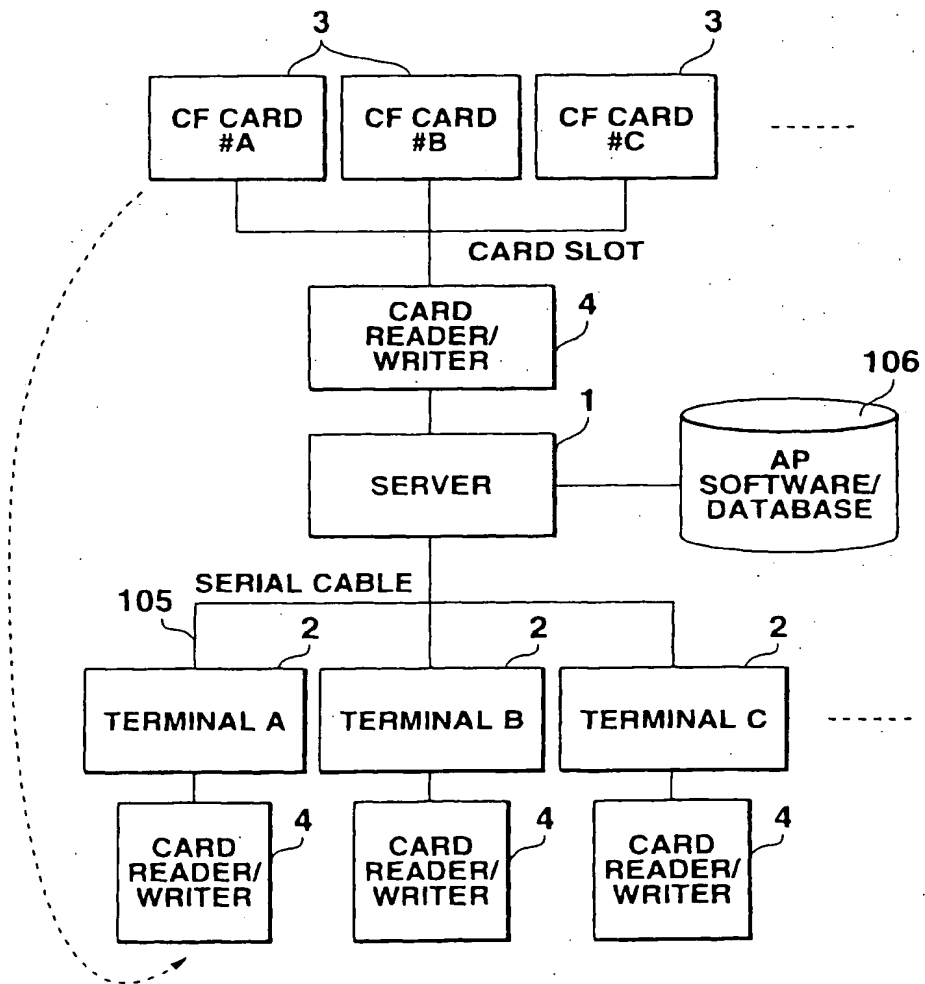 3
3
CF CARD
#A
CF CARD
#B
CF CARD
#C
CARD SLOT
CARD
READER/
WRITER
4
106
1
SERVER
AP
SOFTWARE/
DATABASE
SERIAL CABLE
105
2
2
2
TERMINAL A
TERMINAL B
TERMINAL C
4
4
4
CARD
READER/
WRITER
CARD
READER/
WRITER
CARD
READER/
WRITER